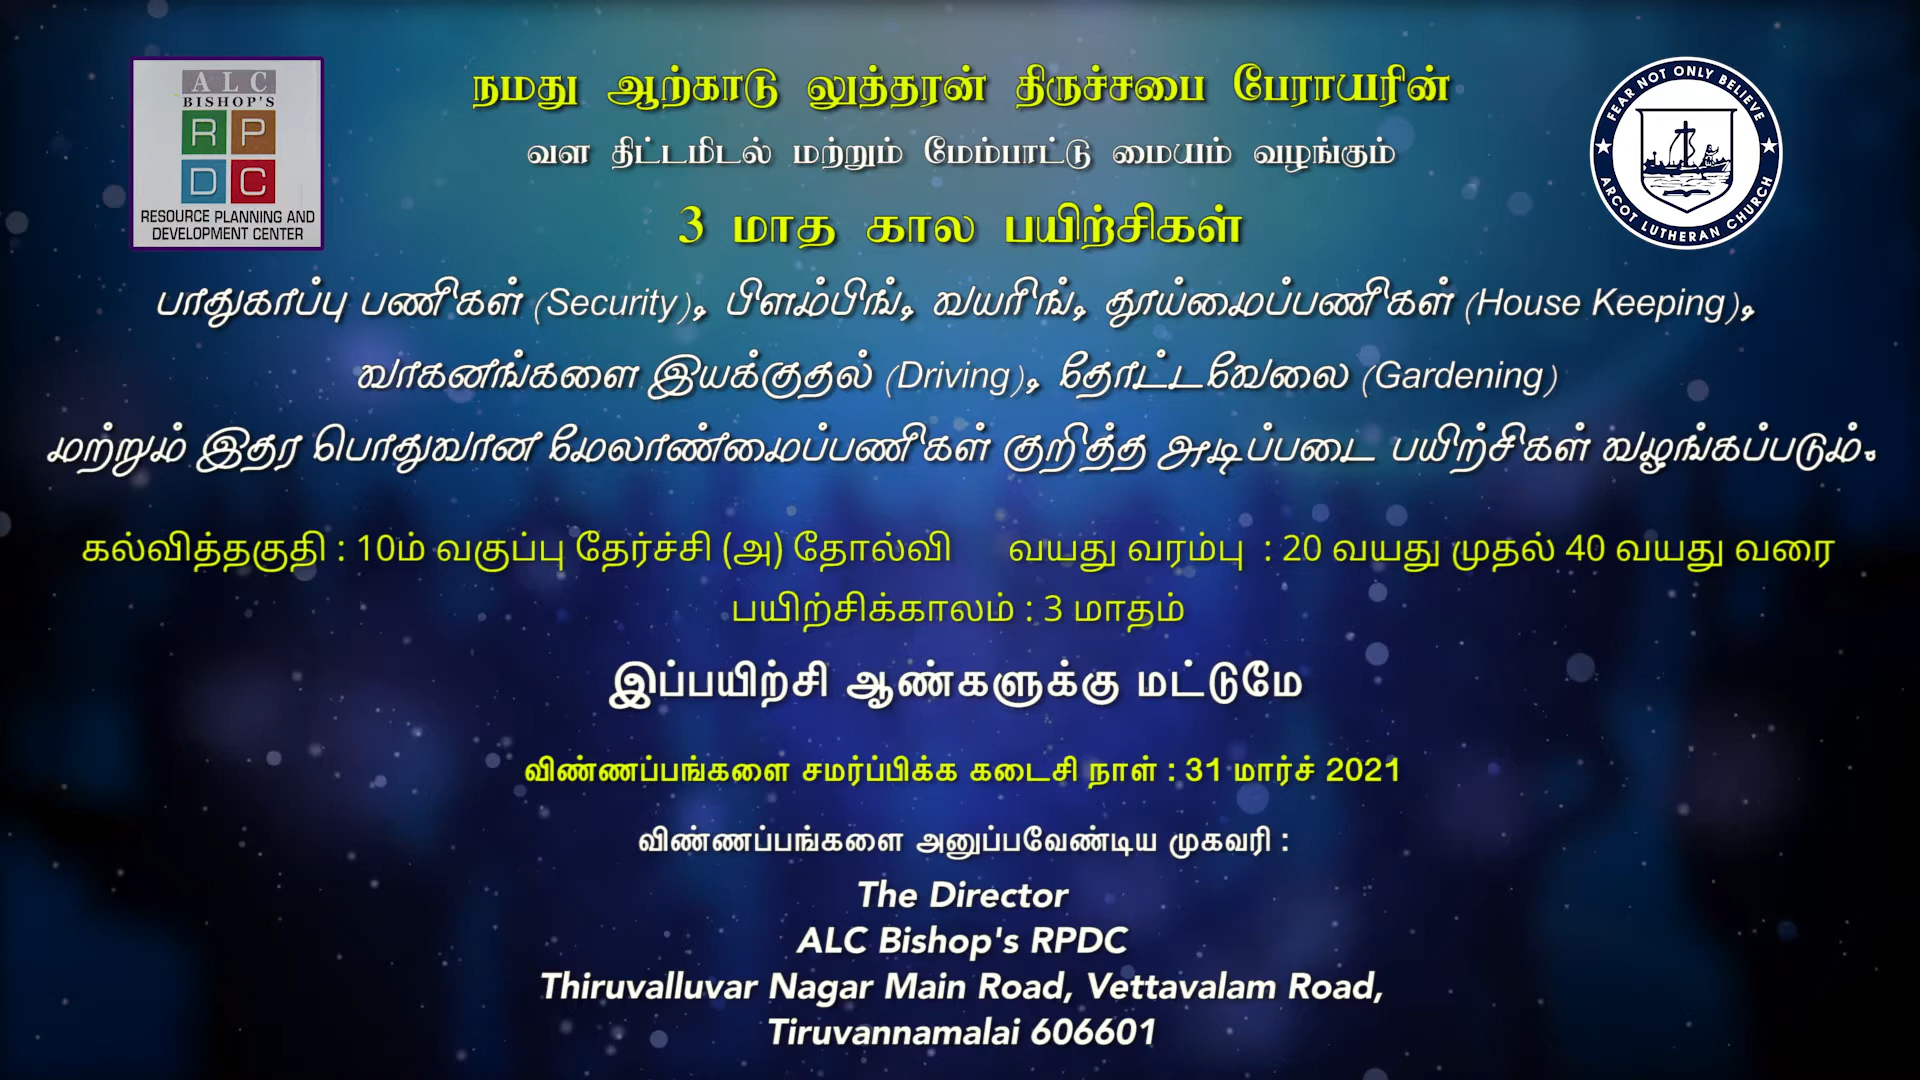 ALC
BISHOP'S
R P
D C
RESOURCE PLANNING AND
DEVELOPMENT CENTER
நமது ஆற்காடு லுத்தரன் திருச்சபை பேராயரின்
வள திட்டமிடல் மற்றும் மேம்பாட்டு மையம் வழங்கும்
FEAR NOT ONLY BELIEVE
ARCOT LUTHERAN CHURCH
3 மாத கால பயிற்சிகள்
பாதுகாப்பு பணிகள் (Security), பிளம்பிங், வயரிங், தூய்மைப்பணிகள் (House Keeping),
வாகனங்களை இயக்குதல் (Driving), தோட்டவேலை (Gardening)
மற்றும் இதர பொதுவான மேலாண்மைப்பணிகள் குறித்த அடிப்படை பயிற்சிகள் வழங்கப்படும்.
கல்வித்தகுதி : 10ம் வகுப்பு தேர்ச்சி (அ) தோல்வி வயது வரம்பு : 20 வயது முதல் 40 வயது வரை
பயிற்சிக்காலம் : 3 மாதம்
இப்பயிற்சி ஆண்களுக்கு மட்டுமே
விண்ணப்பங்களை சமர்ப்பிக்க கடைசி நாள் : 31 மார்ச் 2021
விண்ணப்பங்களை அனுப்பவேண்டிய முகவரி :
The Director
ALC Bishop's RPDC
Thiruvalluvar Nagar Main Road, Vettavalam Road,
Tiruvannamalai 606601